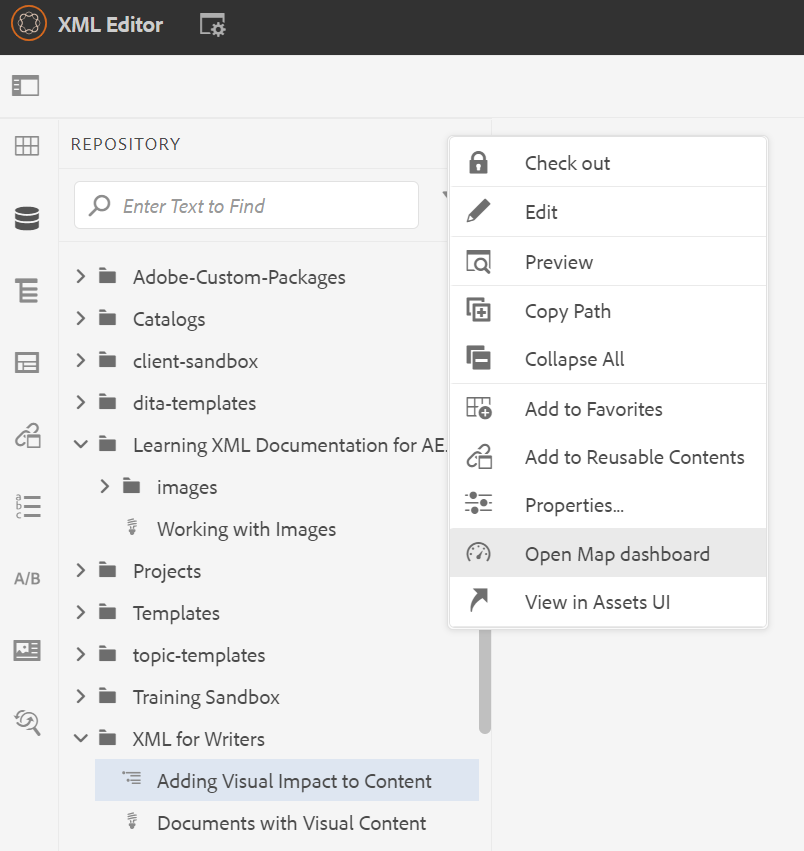 XML Editor
REPOSITORY
Enter Text to Find
Adobe-Custom-Packages
Catalogs
client-sandbox
dita-templates
Learning XML Documentation for AE.
images
Working with Images
Projects
Templates
topic-templates
Training Sandbox
XML for Writers
Adding Visual Impact to Content
Documents with Visual Content
a
b
c
A/B
Check out
Edit
Preview
Copy Path
Collapse All
Add to Favorites
Add to Reusable Contents
Properties...
Open Map dashboard
View in Assets UI